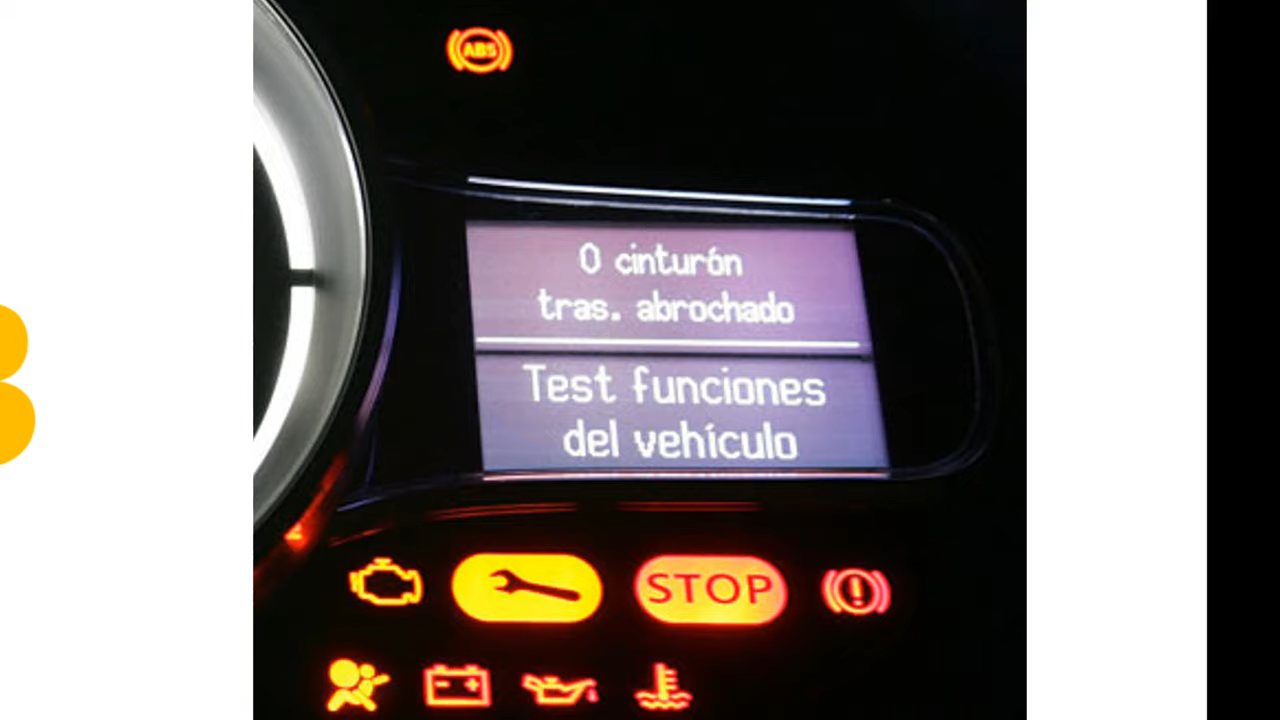 ABS
0 cinturón
tras. abrochado
Test funciones
del vehículo
STOP